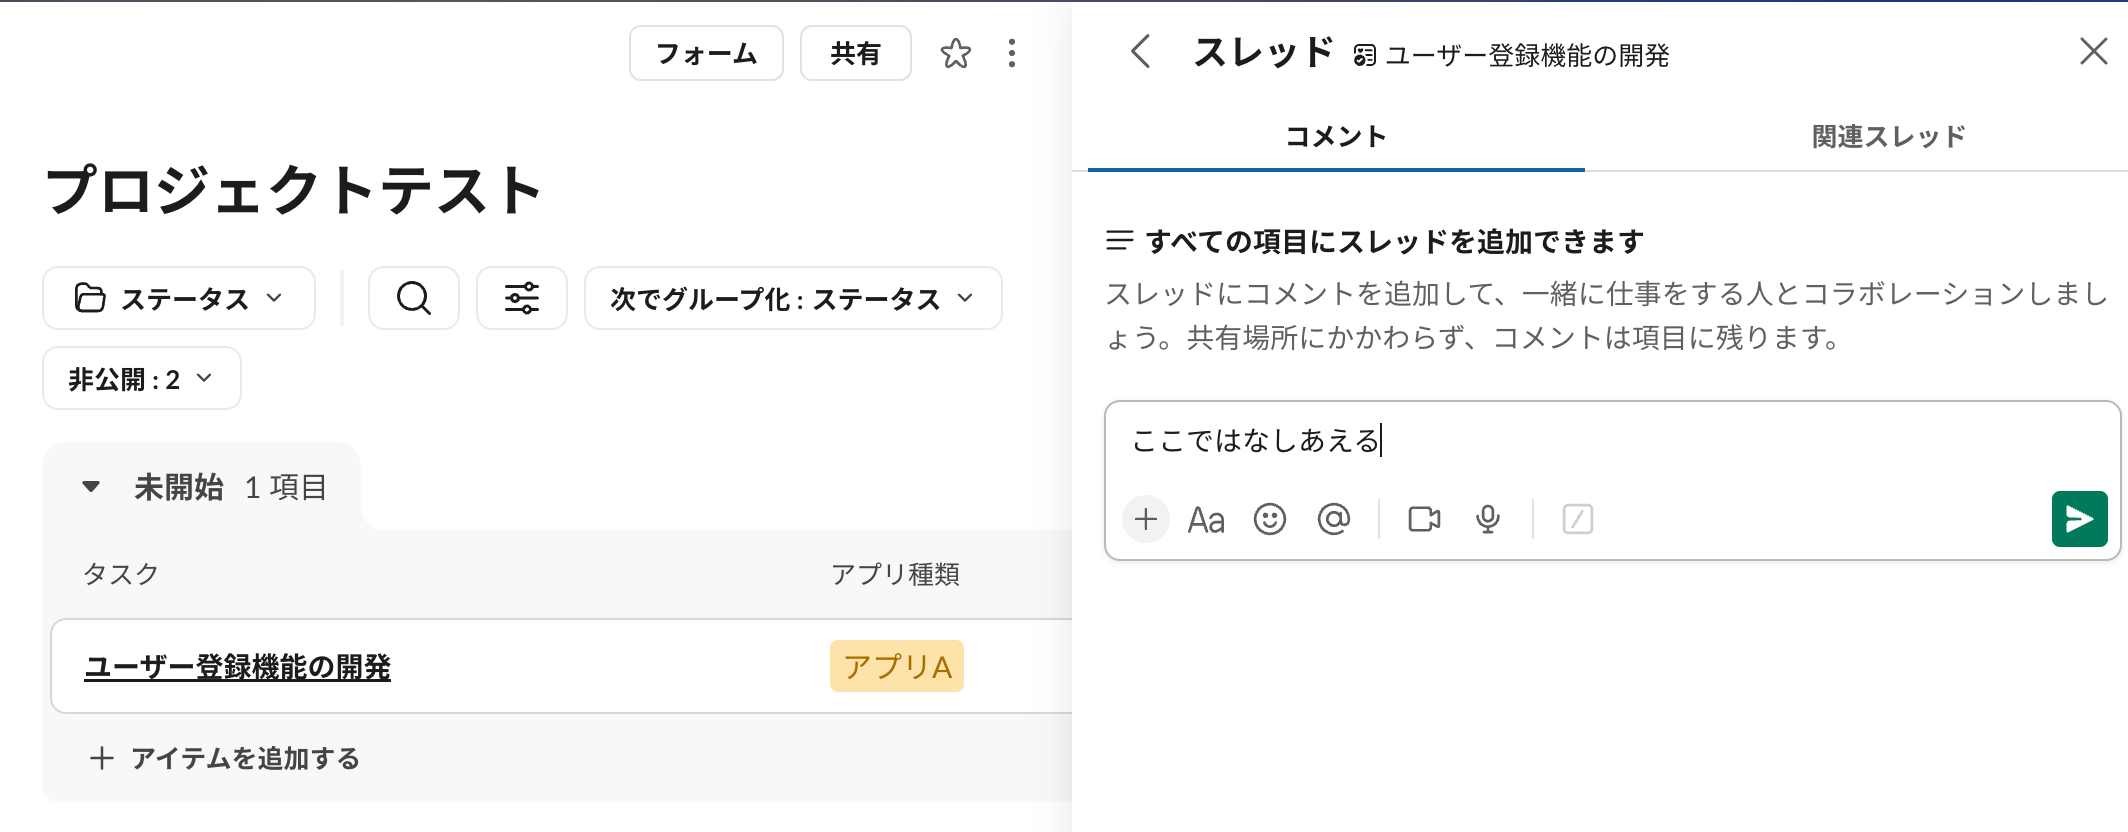 フォーム
共有
プロジェクトテスト
ステータス
次でグループ化 : ステータス
非公開 : 2
未開始 1 項目
タスク アプリ種類
ユーザー登録機能の開発 アプリA
アイテムを追加する
スレッド ユーザー登録機能の開発
コメント 関連スレッド
すべての項目にスレッドを追加できます
スレッドにコメントを追加して、一緒に仕事をする人とコラボレーションしまし
ょう。共有場所にかかわらず、コメントは項目に残ります。
ここではなしあえる
Aa